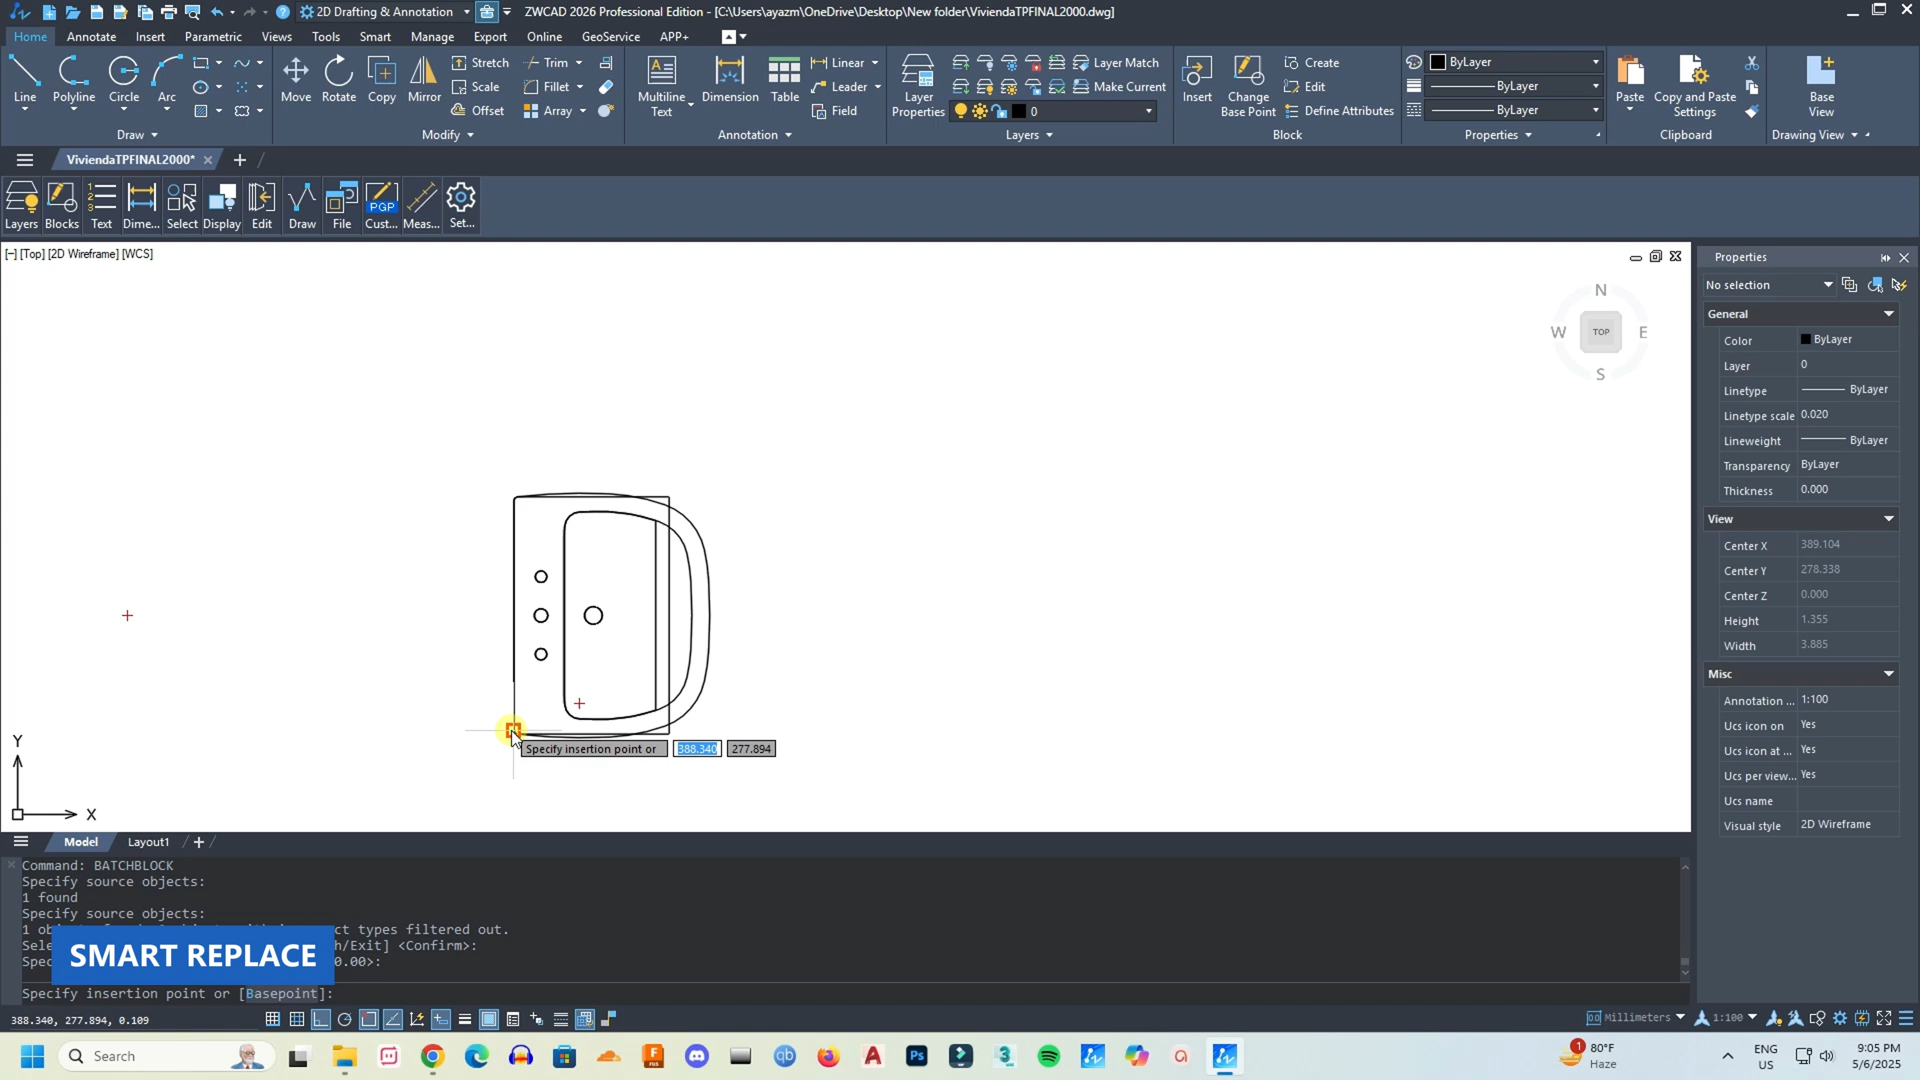 2D Drafting & Annotation
ZWCAD 2026 Professional Edition - [C:\Users\ayazm\OneDrive\Desktop\New folder\ViviendaTPFINAL2000.dwg]
Home Annotate Insert Parametric Views Tools Smart Manage Export Online GeoService APP+
Line Polyline Circle Arc
Draw
Move Rotate Copy Mirror
Stretch Trim
Scale Fillet
Offset Array
Modify
Multiline Text Dimension Table
Linear
Leader
Field
Annotation
Layer Properties
Layer Match
Make Current
0
Layers
Insert Change Base Point
Create
Edit
Define Attributes
Block
ByLayer
ByLayer
ByLayer
Properties
Paste Copy and Paste Settings
Clipboard
Base View
Drawing View
ViviendaTPFINAL2000*
1
2
3
PGP
Layers Blocks Text Dime... Select Display Edit Draw File Cust... Meas... Set...
[−] [Top] [2D Wireframe] [WCS]
N
W TOP E
S
Specify insertion point or 388.340 277.894
Y
X
Properties
No selection
General
Color ByLayer
Layer 0
Linetype ByLayer
Linetype scale 0.020
Lineweight ByLayer
Transparency ByLayer
Thickness 0.000
View
Center X 389.104
Center Y 278.338
Center Z 0.000
Height 1.355
Width 3.885
Misc
Annotation ... 1:100
Ucs icon on Yes
Ucs icon at ... Yes
Ucs per view... Yes
Ucs name
Visual style 2D Wireframe
Model Layout1
Command: BATCHBLOCK
Specify source objects:
1 found
Specify source objects:
1 ob ct types filtered out.
Sele h/Exit] <Confirm>:
Spec 0.00>:
SMART REPLACE
Specify insertion point or [Basepoint]:
388.340, 277.894, 0.109
Millimeters 1:100
Search
80°F
Haze
ENG
US
9:05 PM
5/6/2025